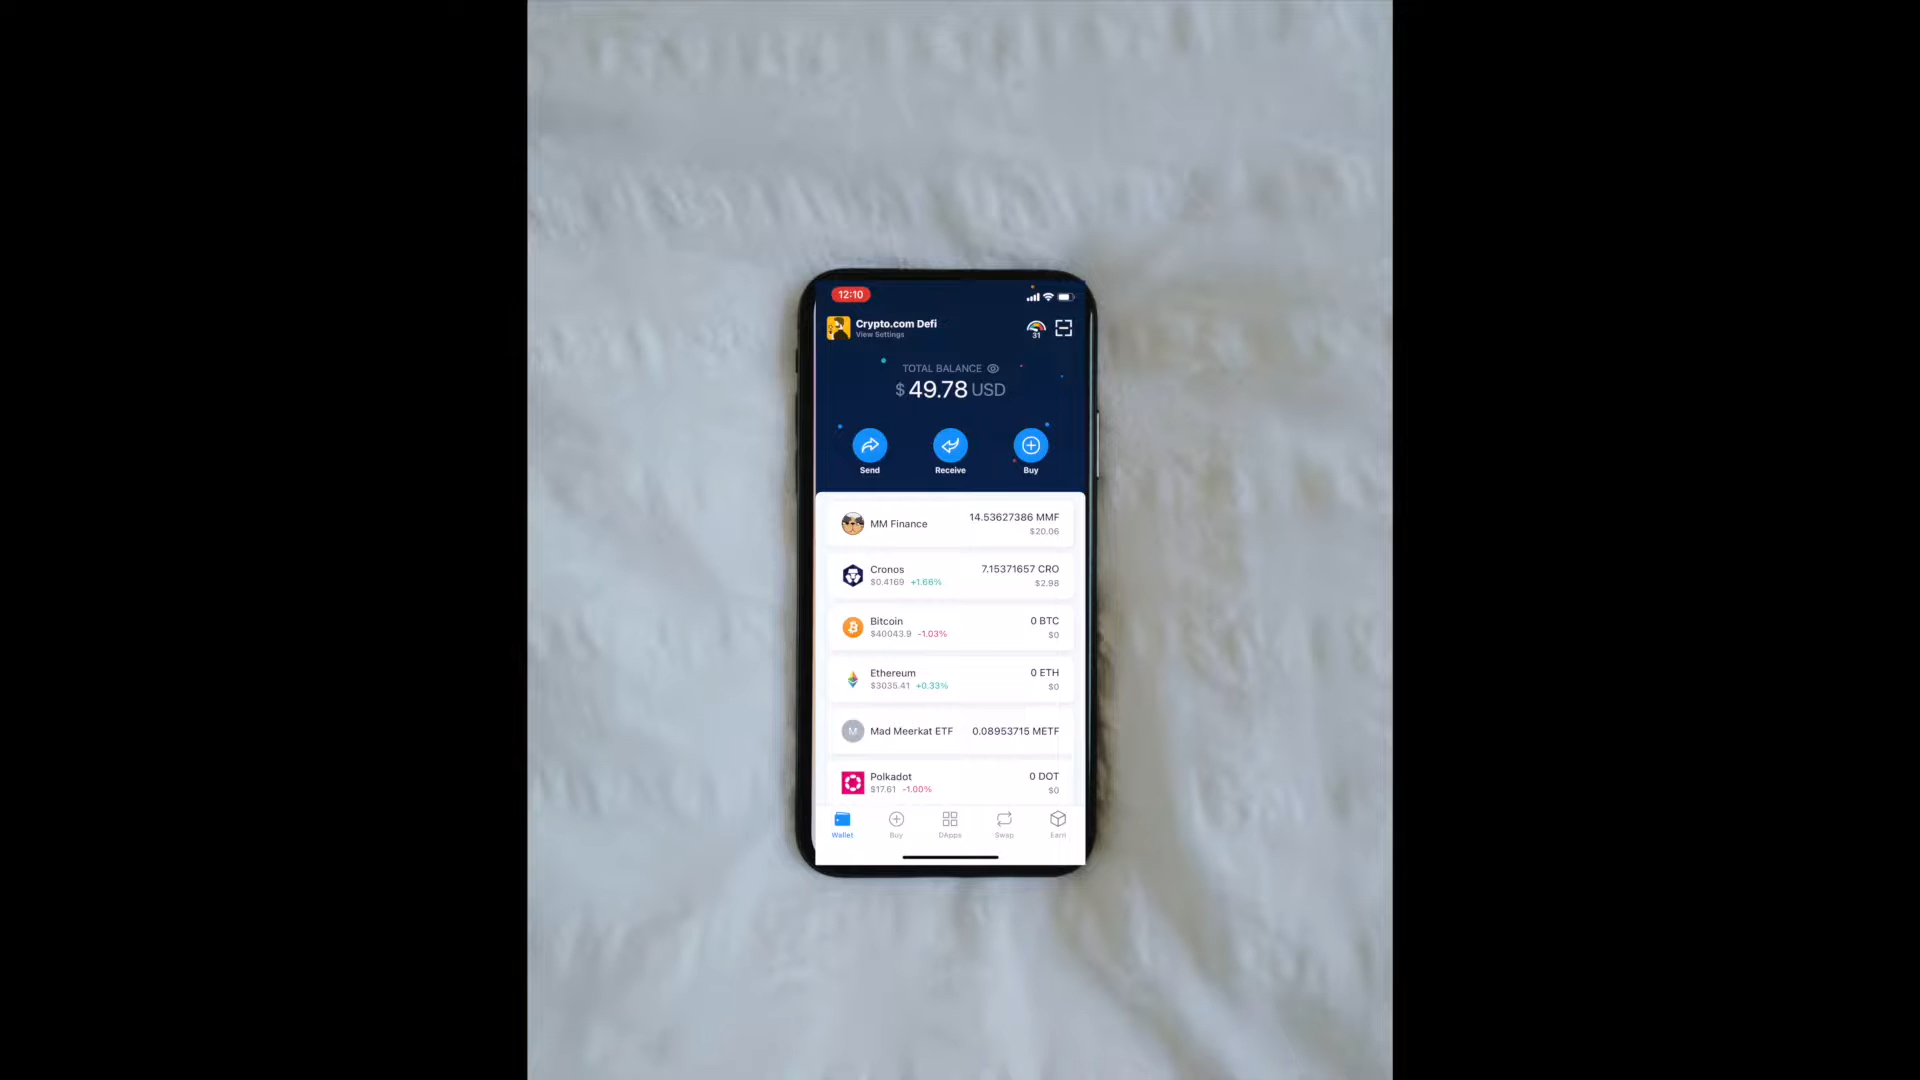 12:10
Crypto.com Defi
View Settings
31
TOTAL BALANCE
$ 49.78 USD
Send Receive Buy
MM Finance 14.53627386 MMF
$20.06
Cronos 7.15371657 CRO
$0.4169 +1.66% $2.98
Bitcoin 0 BTC
$40043.9 -1.03% $0
Ethereum 0 ETH
$3035.41 +0.33% $0
M Mad Meerkat ETF 0.08953715 METF
Polkadot 0 DOT
$17.61 -1.00% $0
Wallet Buy DApps Swap Earn